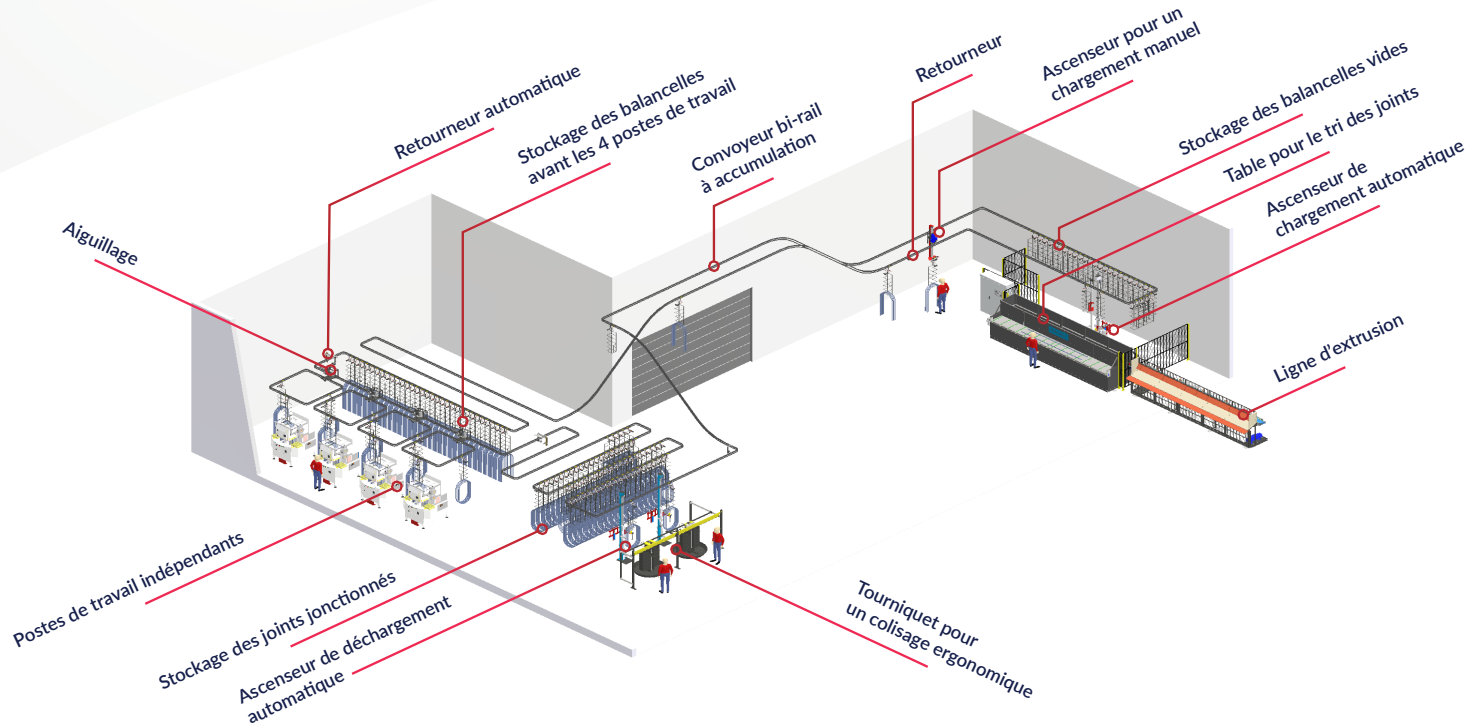 Aiguillage
Retourneur automatique
Stockage des balancelles
avant les 4 postes de travail
Convoyeur bi-rail
à accumulation
Retourneur
Ascenseur pour un
chargement manuel
Stockage des balancelles vides
Table pour le tri des joints
Ascenseur de
chargement automatique
Ligne d'extrusion
Postes de travail indépendants
Stockage des joints jonctionnés
Ascenseur de déchargement
automatique
Tourniquet pour
un colisage ergonomique